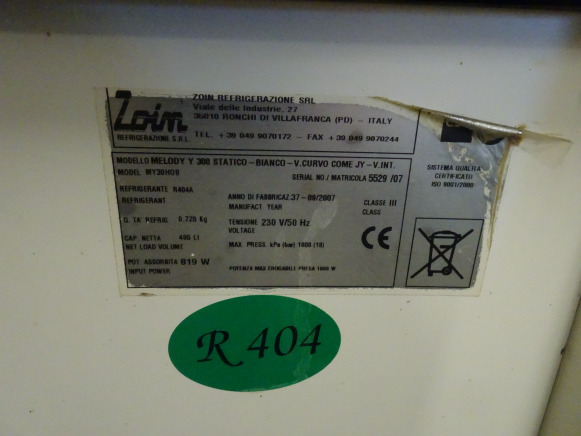 Zoin
REFRIGERAZIONE S.R.L.
ZOIN REFRIGERAZIONE SRL
Viale delle Industrie, 27
35010 RONCHI DI VILLAFRANCA (PD) - ITALY
TEL. + 39 049 9070172 - FAX + 39 049 9070244
MODELLO MELODY Y 300 STATICO -BIANCO -V.CURVO COME JY -V.INT.
MODEL MY30HOB
SERIAL NO / MATRICOLA 5529 /07
REFRIGERANTE R404A
REFRIGERANT
ANNO DI FABBRICAZ. 37 - 09/2007
MANUFACT YEAR
CLASSE III
CLASS
Q. TA' REFRIG. 0,720 Kg
TENSIONE 230 V/50 Hz
VOLTAGE
CAP. NETTA 490 Lt
NET LOAD VOLUME
MAX PRESS. kPa (bar) 1800 (18)
CE
POT. ASSORBITA 819 W
INPUT POWER
POTENZA MAX EROGABILE PRESA 1000 W
SISTEMA QUALITÀ
CERTIFICATO
ISO 9001/2000
R 404